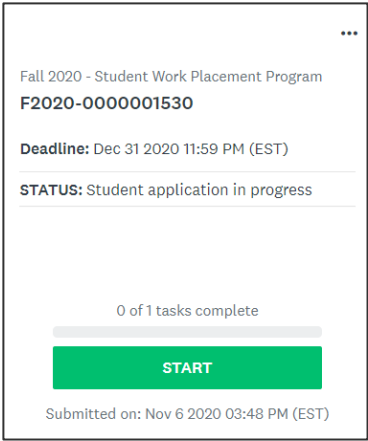 Fall 2020 - Student Work Placement Program
F2020-0000001530
Deadline: Dec 31 2020 11:59 PM (EST)
STATUS: Student application in progress
0 of 1 tasks complete
START
Submitted on: Nov 6 2020 03:48 PM (EST)